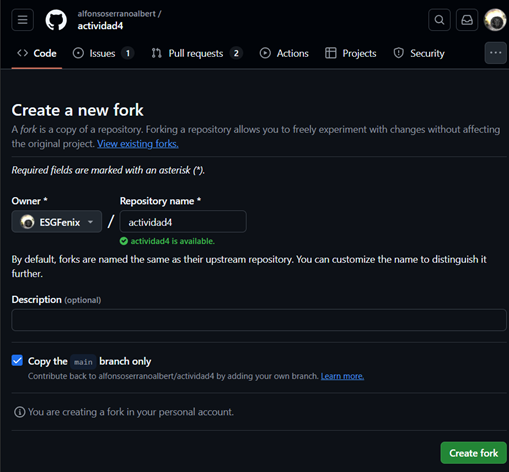 alfonsoserranoalbert /
actividad4
Code Issues 1 Pull requests 2 Actions Projects Security
Create a new fork
A fork is a copy of a repository. Forking a repository allows you to freely experiment with changes without affecting
the original project. View existing forks.
Required fields are marked with an asterisk (*).
Owner * Repository name *
ESGFenix / actividad4
actividad4 is available.
By default, forks are named the same as their upstream repository. You can customize the name to distinguish it
further.
Description (optional)
Copy the main branch only
Contribute back to alfonsoserranoalbert/actividad4 by adding your own branch. Learn more.
You are creating a fork in your personal account.
Create fork